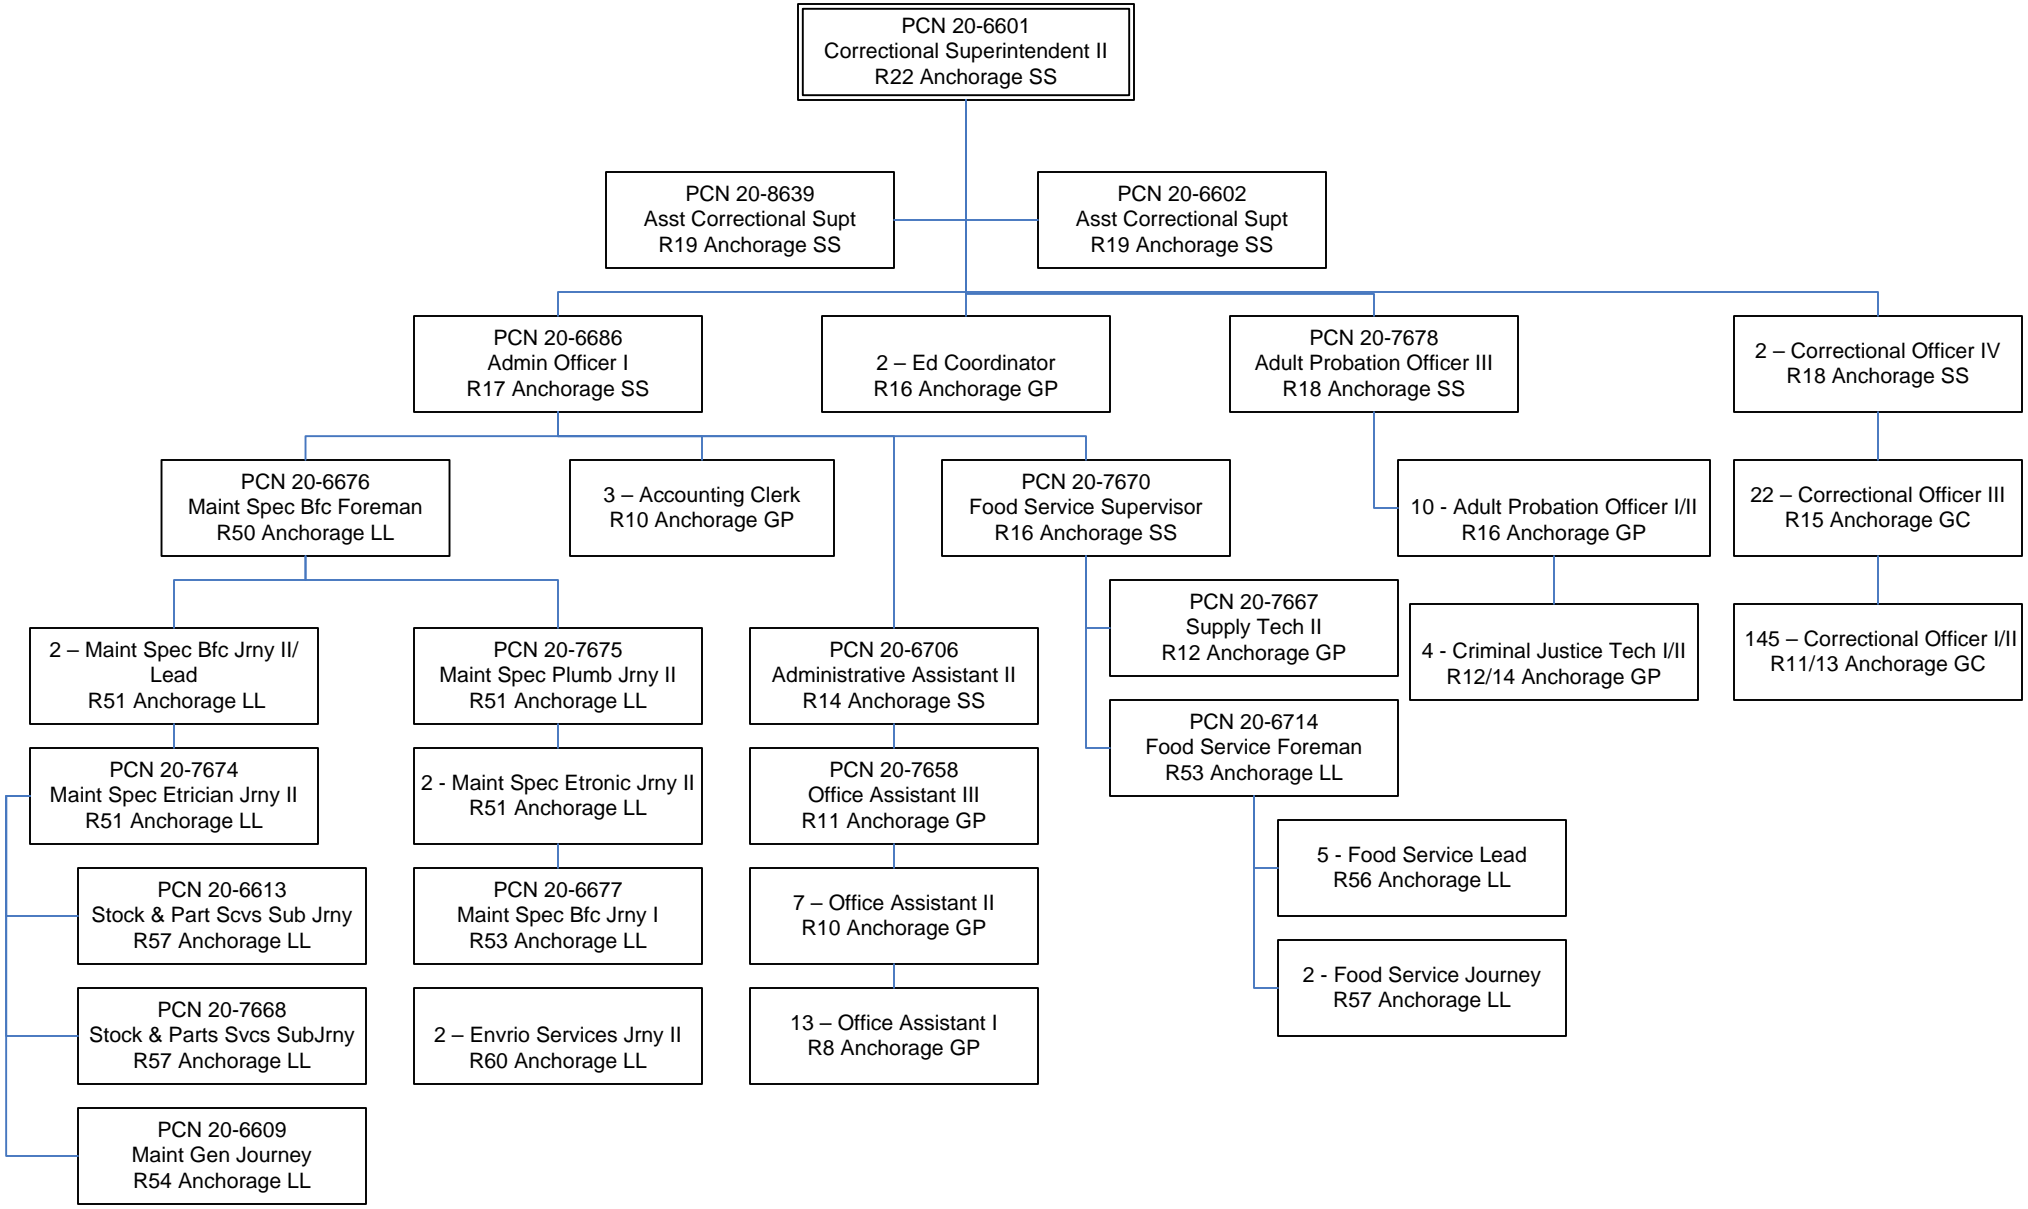 PCN 20-6601
Correctional Superintendent II
R22 Anchorage SS
PCN 20-8639
Asst Correctional Supt
R19 Anchorage SS
PCN 20-6602
Asst Correctional Supt
R19 Anchorage SS
PCN 20-6686
Admin Officer I
R17 Anchorage SS
2 – Ed Coordinator
R16 Anchorage GP
PCN 20-7678
Adult Probation Officer III
R18 Anchorage SS
2 – Correctional Officer IV
R18 Anchorage SS
PCN 20-6676
Maint Spec Bfc Foreman
R50 Anchorage LL
3 – Accounting Clerk
R10 Anchorage GP
PCN 20-7670
Food Service Supervisor
R16 Anchorage SS
10 - Adult Probation Officer I/II
R16 Anchorage GP
22 – Correctional Officer III
R15 Anchorage GC
2 – Maint Spec Bfc Jrny II/
Lead
R51 Anchorage LL
PCN 20-7675
Maint Spec Plumb Jrny II
R51 Anchorage LL
PCN 20-6706
Administrative Assistant II
R14 Anchorage SS
PCN 20-7667
Supply Tech II
R12 Anchorage GP
4 - Criminal Justice Tech I/II
R12/14 Anchorage GP
145 – Correctional Officer I/II
R11/13 Anchorage GC
PCN 20-7674
Maint Spec Etrician Jrny II
R51 Anchorage LL
2 - Maint Spec Etronic Jrny II
R51 Anchorage LL
PCN 20-7658
Office Assistant III
R11 Anchorage GP
PCN 20-6714
Food Service Foreman
R53 Anchorage LL
PCN 20-6613
Stock & Part Scvs Sub Jrny
R57 Anchorage LL
PCN 20-6677
Maint Spec Bfc Jrny I
R53 Anchorage LL
7 – Office Assistant II
R10 Anchorage GP
5 - Food Service Lead
R56 Anchorage LL
PCN 20-7668
Stock & Parts Svcs SubJrny
R57 Anchorage LL
2 – Envrio Services Jrny II
R60 Anchorage LL
13 – Office Assistant I
R8 Anchorage GP
2 - Food Service Journey
R57 Anchorage LL
PCN 20-6609
Maint Gen Journey
R54 Anchorage LL